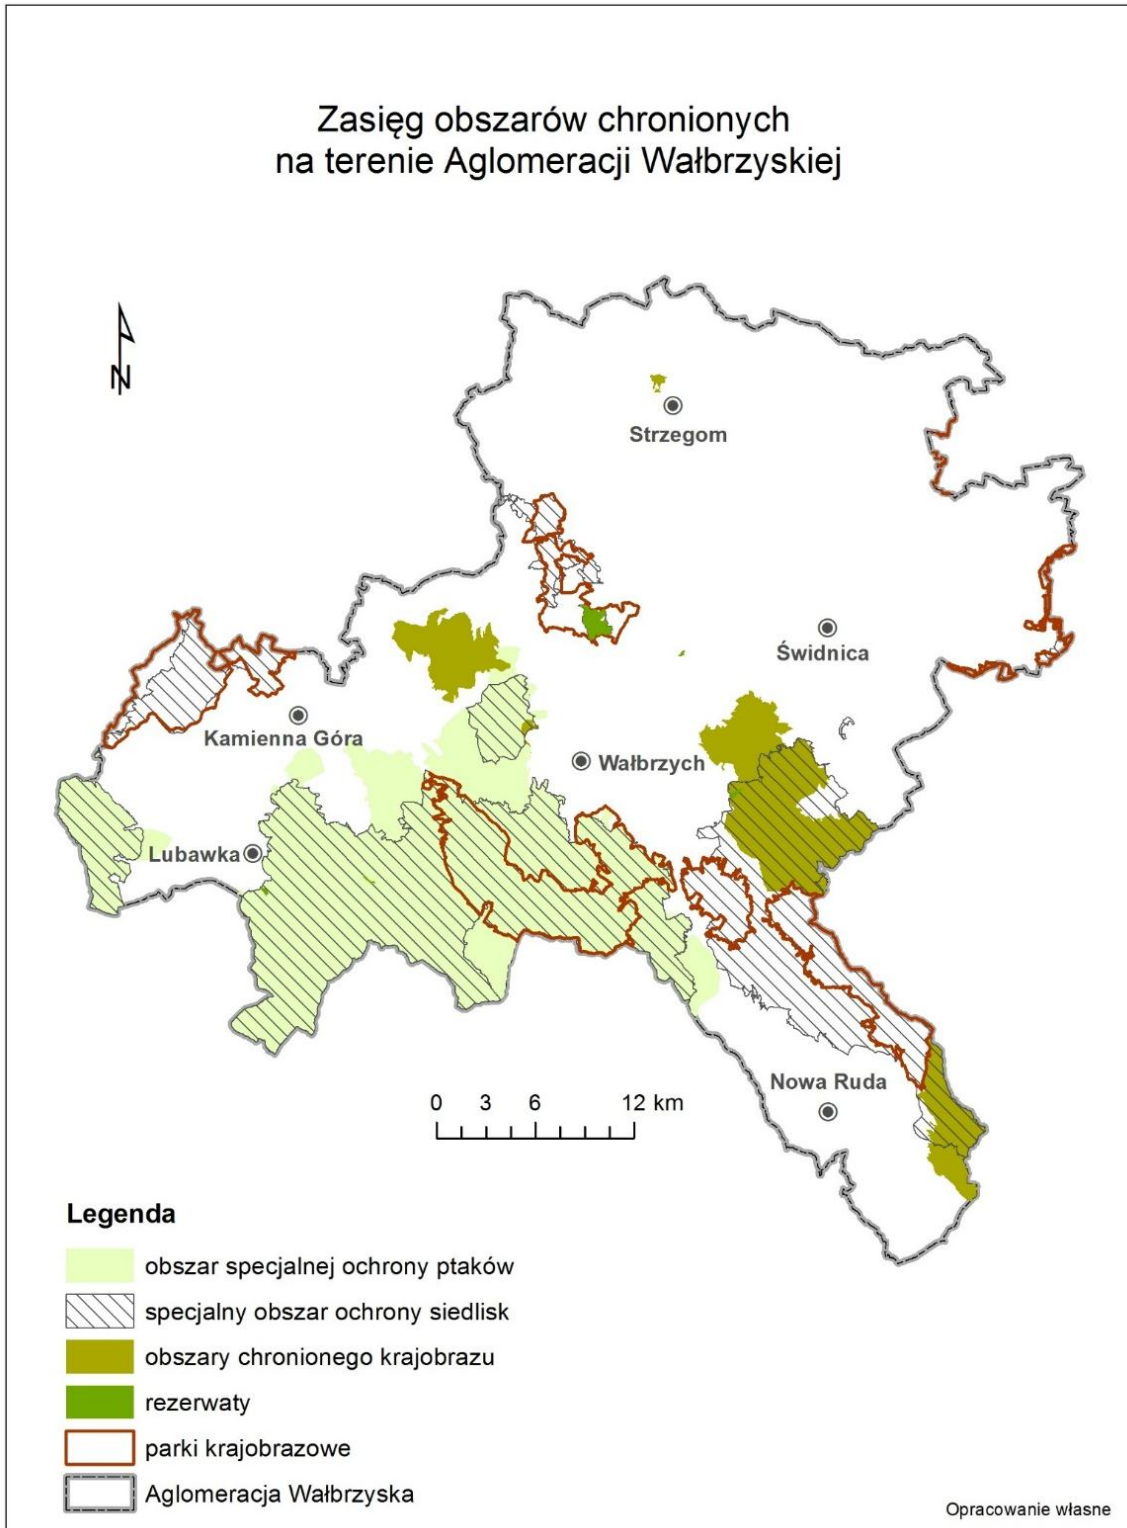 Zasięg obszarów chronionych
na terenie Aglomeracji Wałbrzyskiej
N
Strzegom
Świdnica
Kamienna Góra
Wałbrzych
Lubawka
Nowa Ruda
0 3 6 12 km
Legenda
obszar specjalnej ochrony ptaków
specjalny obszar ochrony siedlisk
obszary chronionego krajobrazu
rezerwaty
parki krajobrazowe
Aglomeracja Wałbrzyska
Opracowanie własne